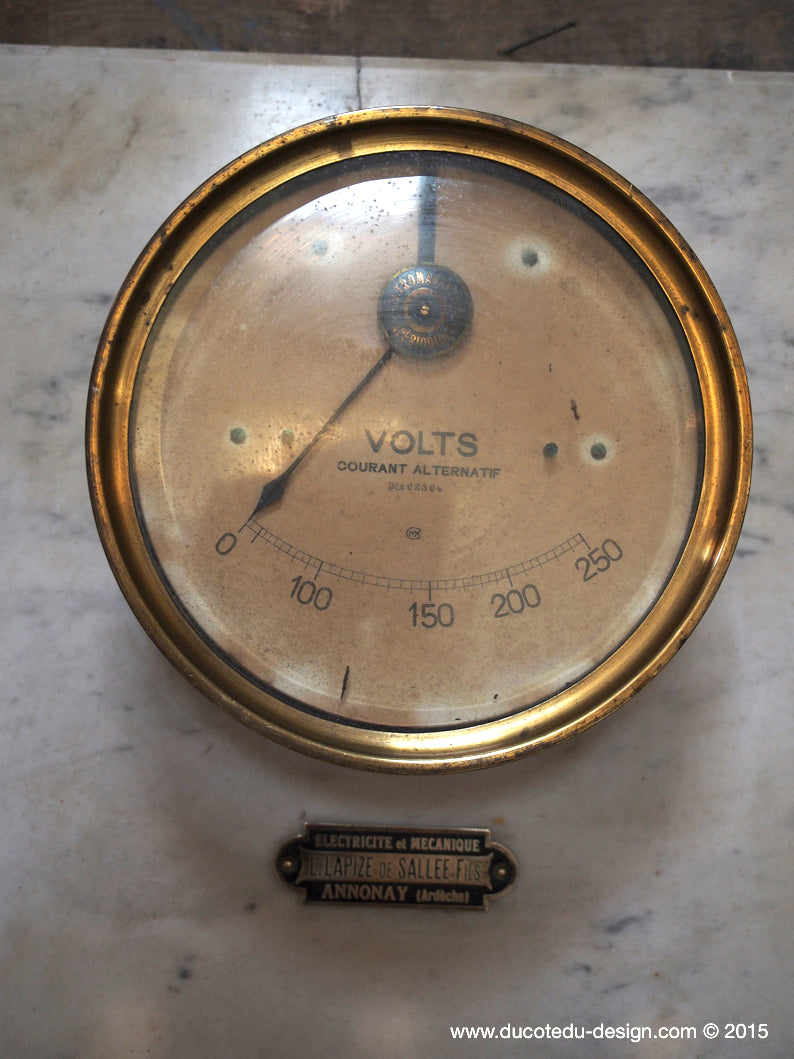 VOLTS
COURANT ALTERNATIF
MM
0
100
150
200
250
ELECTRICITE et MECANIQUE
L. LAPIZE DE SALLEE FILS
ANNONAY (Ardèche)
www.ducotedu-design.com © 2015